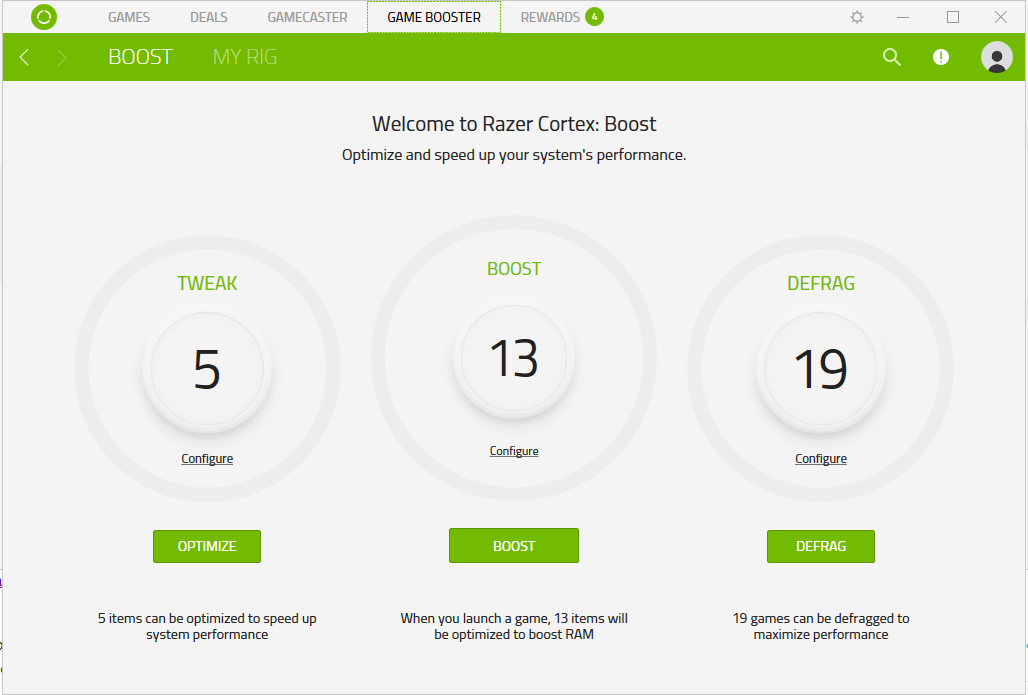 GAMES DEALS GAMECASTER GAME BOOSTER REWARDS 4
BOOST MY RIG
Welcome to Razer Cortex: Boost
Optimize and speed up your system's performance.
TWEAK BOOST DEFRAG
5 13 19
Configure Configure Configure
OPTIMIZE BOOST DEFRAG
5 items can be optimized to speed up
system performance
When you launch a game, 13 items will
be optimized to boost RAM
19 games can be defragged to
maximize performance